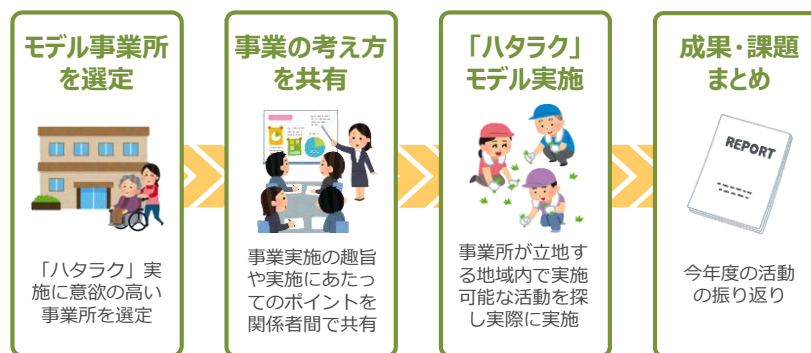 モデル事業所
を選定
「ハタラク」実
施に意欲の高い
事業所を選定
事業の考え方
を共有
事業実施の趣旨
や実施にあたっ
てのポイントを
関係者間で共有
「ハタラク」
モデル実施
事業所が立地す
る地域内で実施
可能な活動を探
し実際に実施
成果・課題
まとめ
REPORT
今年度の活動
の振り返り